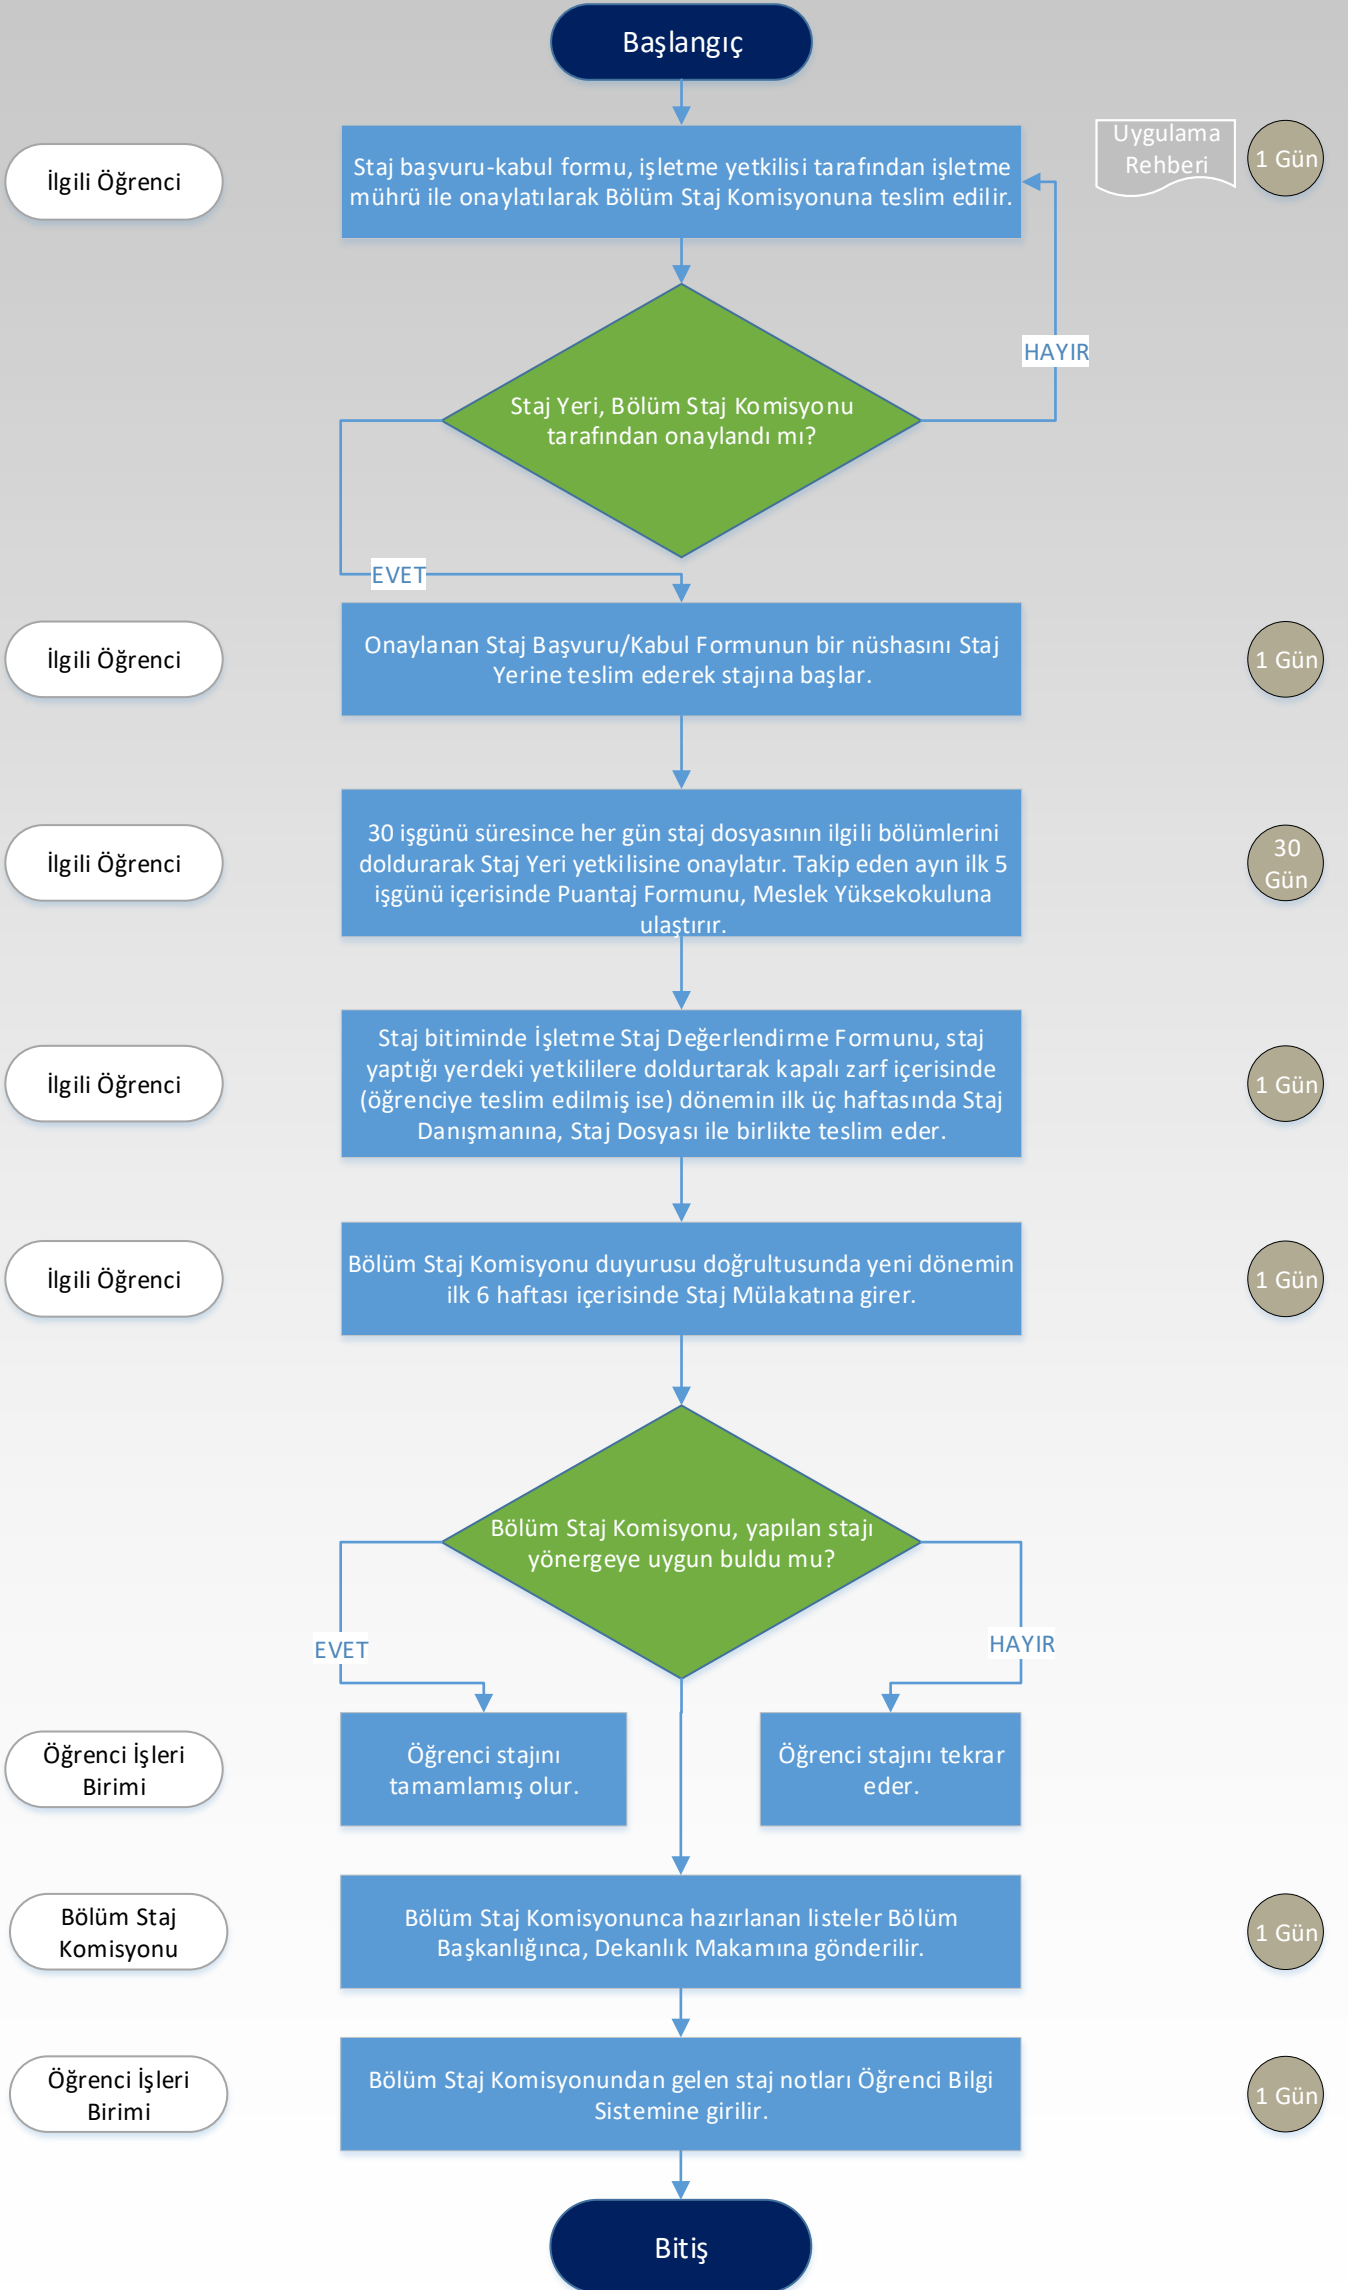 Başlangıç
İlgili Öğrenci
Staj başvuru-kabul formu, işletme yetkilisi tarafından işletme
mührü ile onaylatılarak Bölüm Staj Komisyonuna teslim edilir.
Uygulama
Rehberi
1 Gün
HAYIR
Staj Yeri, Bölüm Staj Komisyonu
tarafından onaylandı mı?
EVET
İlgili Öğrenci
Onaylanan Staj Başvuru/Kabul Formunun bir nüshasını Staj
Yerine teslim ederek stajına başlar.
1 Gün
İlgili Öğrenci
30 işgünü süresince her gün staj dosyasının ilgili bölümlerini
doldurarak Staj Yeri yetkilisine onaylatır. Takip eden ayın ilk 5
işgünü içerisinde Puantaj Formunu, Meslek Yüksekokuluna
ulaştırır.
30
Gün
İlgili Öğrenci
Staj bitiminde İşletme Staj Değerlendirme Formunu, staj
yaptığı yerdeki yetkililere doldurtarak kapalı zarf içerisinde
(öğrenciye teslim edilmiş ise) dönemin ilk üç haftasında Staj
Danışmanına, Staj Dosyası ile birlikte teslim eder.
1 Gün
İlgili Öğrenci
Bölüm Staj Komisyonu duyurusu doğrultusunda yeni dönemin
ilk 6 haftası içerisinde Staj Mülakatına girer.
1 Gün
Bölüm Staj Komisyonu, yapılan stajı
yönergeye uygun buldu mu?
EVET
HAYIR
Öğrenci İşleri
Birimi
Öğrenci stajını
tamamlamış olur.
Öğrenci stajını tekrar
eder.
Bölüm Staj
Komisyonu
Bölüm Staj Komisyonunca hazırlanan listeler Bölüm
Başkanlığınca, Dekanlık Makamına gönderilir.
1 Gün
Öğrenci İşleri
Birimi
Bölüm Staj Komisyonundan gelen staj notları Öğrenci Bilgi
Sistemine girilir.
1 Gün
Bitiş